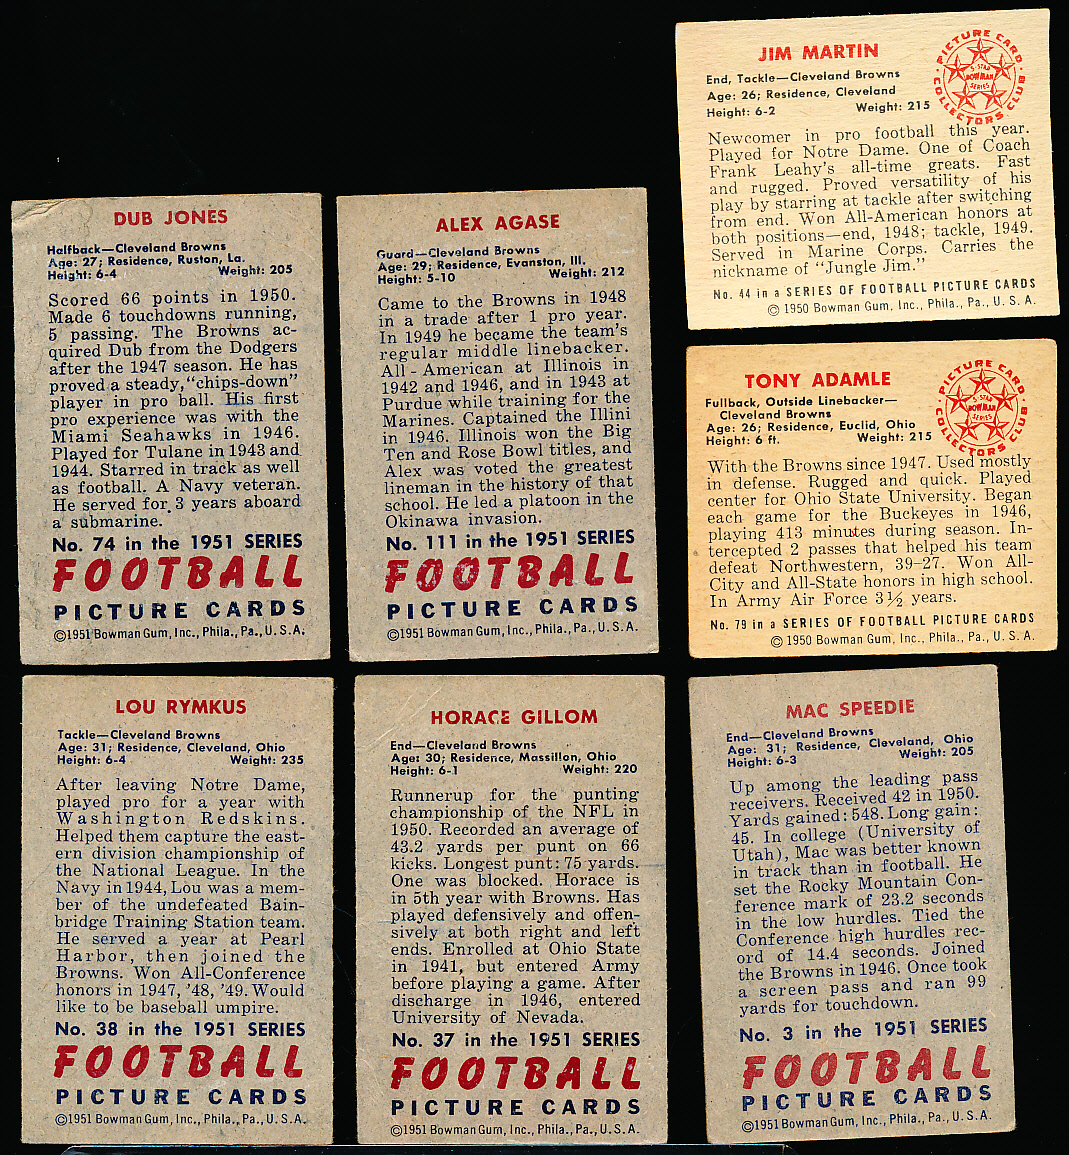 JIM MARTIN
End, Tackle—Cleveland Browns
Age: 26; Residence, Cleveland
Height: 6-2 Weight: 215
PICTURE CARD
COLLECTORS CLUB
5-STAR
BOWMAN
SERIES
Newcomer in pro football this year.
Played for Notre Dame. One of Coach
Frank Leahy's all-time greats. Fast
and rugged. Proved versatility of his
play by starring at tackle after switching
from end. Won All-American honors at
both positions—end, 1948; tackle, 1949.
Served in Marine Corps. Carries the
nickname of "Jungle Jim."
No. 44 in a SERIES OF FOOTBALL PICTURE CARDS
© 1950 Bowman Gum, Inc., Phila., Pa., U. S. A.
DUB JONES
Halfback—Cleveland Browns
Age: 27; Residence, Ruston, La.
Height: 6-4 Weight: 205
Scored 66 points in 1950.
Made 6 touchdowns running,
5 passing. The Browns ac-
quired Dub from the Dodgers
after the 1947 season. He has
proved a steady, "chips-down"
player in pro ball. His first
pro experience was with the
Miami Seahawks in 1946.
Played for Tulane in 1943 and
1944. Starred in track as well
as football. A Navy veteran.
He served for 3 years aboard
a submarine.
No. 74 in the 1951 SERIES
FOOTBALL
PICTURE CARDS
©1951 Bowman Gum, Inc., Phila., Pa., U. S. A.
ALEX AGASE
Guard—Cleveland Browns
Age: 29; Residence, Evanston, Ill.
Height: 5-10 Weight: 212
Came to the Browns in 1948
in a trade after 1 pro year.
In 1949 he became the team's
regular middle linebacker.
All-American at Illinois in
1942 and 1946, and in 1943 at
Purdue while training for the
Marines. Captained the Illini
in 1946. Illinois won the Big
Ten and Rose Bowl titles, and
Alex was voted the greatest
lineman in the history of that
school. He led a platoon in the
Okinawa invasion.
No. 111 in the 1951 SERIES
FOOTBALL
PICTURE CARDS
©1951 Bowman Gum, Inc., Phila., Pa., U. S. A.
TONY ADAMLE
Fullback, Outside Linebacker—
Cleveland Browns
Age: 26; Residence, Euclid, Ohio
Height: 6 ft. Weight: 215
PICTURE CARD
COLLECTORS CLUB
5-STAR
BOWMAN
SERIES
With the Browns since 1947. Used mostly
in defense. Rugged and quick. Played
center for Ohio State University. Began
each game for the Buckeyes in 1946,
playing 413 minutes during season. In-
tercepted 2 passes that helped his team
defeat Northwestern, 39-27. Won All-
City and All-State honors in high school.
In Army Air Force 3½ years.
No. 79 in a SERIES OF FOOTBALL PICTURE CARDS
© 1950 Bowman Gum, Inc., Phila., Pa., U. S. A.
LOU RYMKUS
Tackle—Cleveland Browns
Age: 31; Residence, Cleveland, Ohio
Height: 6-4 Weight: 235
After leaving Notre Dame,
played pro for a year with
Washington Redskins.
Helped them capture the east-
ern division championship of
the National League. In the
Navy in 1944, Lou was a mem-
ber of the undefeated Bain-
bridge Training Station team.
He served a year at Pearl
Harbor, then joined the
Browns. Won All-Conference
honors in 1947, '48, '49. Would
like to be baseball umpire.
No. 38 in the 1951 SERIES
FOOTBALL
PICTURE CARDS
©1951 Bowman Gum, Inc., Phila., Pa., U. S. A.
HORACE GILLOM
End—Cleveland Browns
Age: 30; Residence, Massillon, Ohio
Height: 6-1 Weight: 220
Runnerup for the punting
championship of the NFL in
1950. Recorded an average of
43.2 yards per punt on 66
kicks. Longest punt: 75 yards.
One was blocked. Horace is
in 5th year with Browns. Has
played defensively and offen-
sively at both right and left
ends. Enrolled at Ohio State
in 1941, but entered Army
before playing a game. After
discharge in 1946, entered
University of Nevada.
No. 37 in the 1951 SERIES
FOOTBALL
PICTURE CARDS
©1951 Bowman Gum, Inc., Phila., Pa., U. S. A.
MAC SPEEDIE
End—Cleveland Browns
Age: 31; Residence, Cleveland, Ohio
Height: 6-3 Weight: 205
Up among the leading pass
receivers. Received 42 in 1950.
Yards gained: 548. Long gain:
45. In college (University of
Utah), Mac was better known
in track than in football. He
set the Rocky Mountain Con-
ference mark of 23.2 seconds
in the low hurdles. Tied the
Conference high hurdles rec-
ord of 14.4 seconds. Joined
the Browns in 1946. Once took
a screen pass and ran 99
yards for touchdown.
No. 3 in the 1951 SERIES
FOOTBALL
PICTURE CARDS
©1951 Bowman Gum, Inc., Phila., Pa., U. S. A.